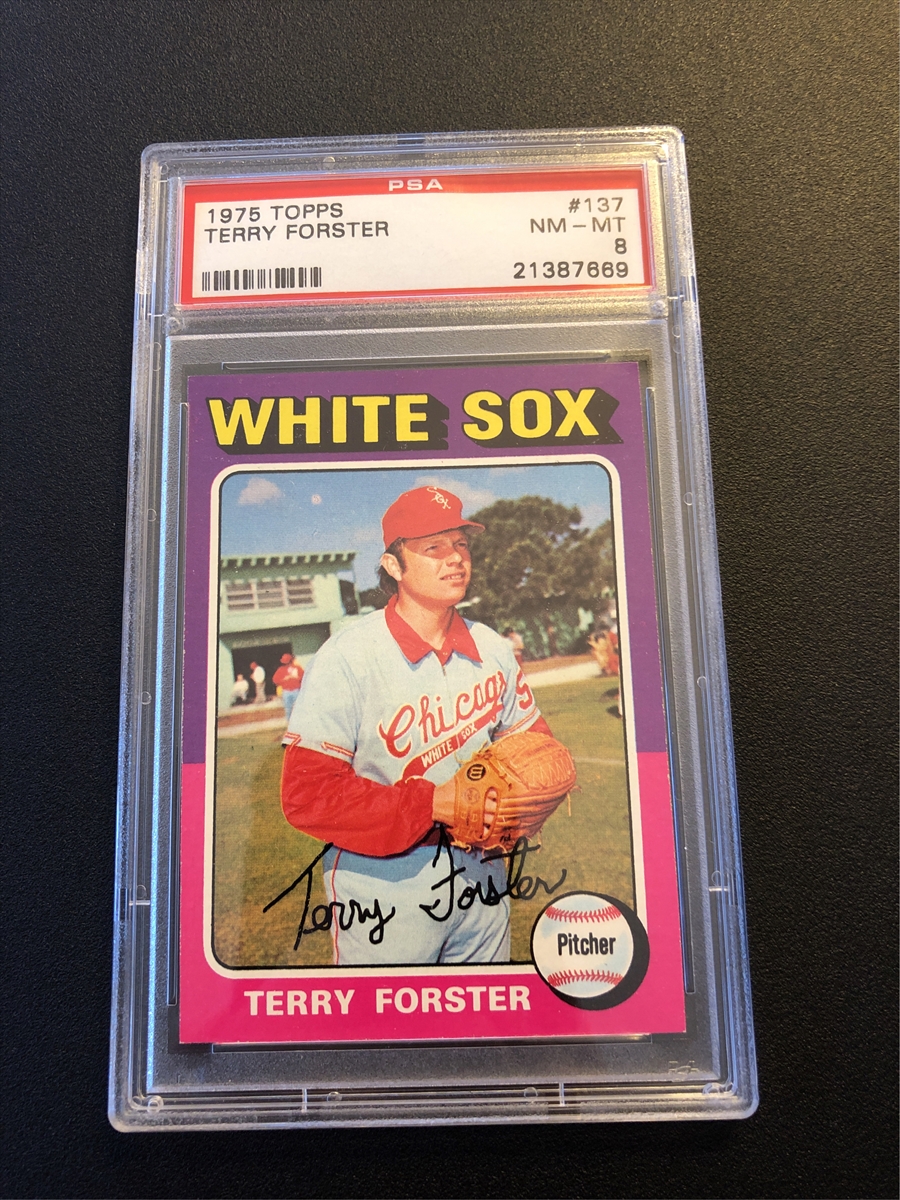 PSA
1975 TOPPS #137
TERRY FORSTER NM-MT
8
21387669
WHITE SOX
SOX
Chicago
WHITE SOX
Terry Forster
Pitcher
TERRY FORSTER